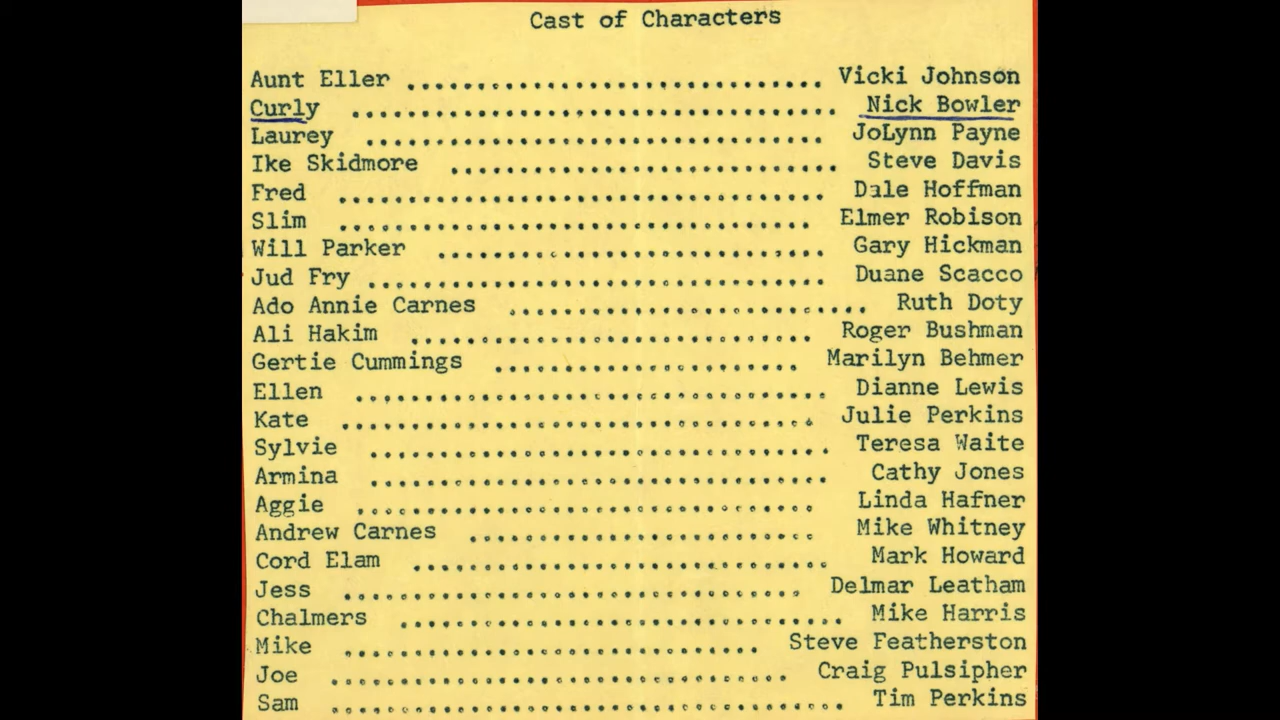 Cast of Characters
Aunt Eller .............................. Vicki Johnson
Curly ................................... Nick Bowler
Laurey ................................. JoLynn Payne
Ike Skidmore ............................ Steve Davis
Fred ................................... Dale Hoffman
Slim .................................. Elmer Robison
Will Parker ............................ Gary Hickman
Jud Fry ................................. Duane Scacco
Ado Annie Carnes .......................... Ruth Doty
Ali Hakim ............................. Roger Bushman
Gertie Cummings ...................... Marilyn Behmer
Ellen .................................. Dianne Lewis
Kate .................................. Julie Perkins
Sylvie ................................. Teresa Waite
Armina ................................. Cathy Jones
Aggie ................................. Linda Hafner
Andrew Carnes ......................... Mike Whitney
Cord Elam .............................. Mark Howard
Jess ................................. Delmar Leatham
Chalmers ................................ Mike Harris
Mike .............................. Steve Featherston
Joe ................................. Craig Pulsipher
Sam ..................................... Tim Perkins